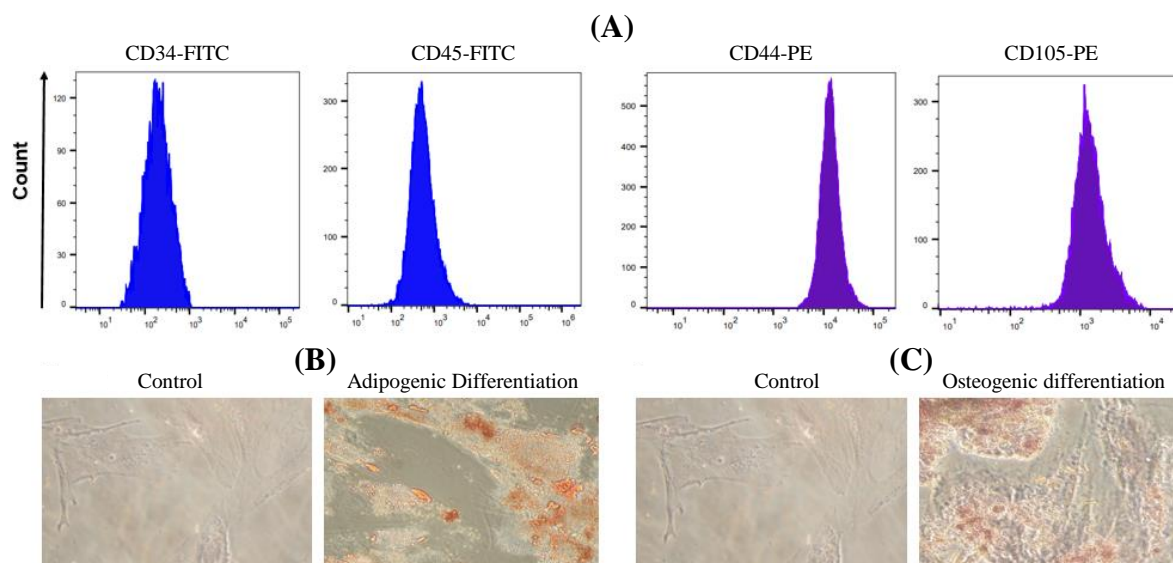 (A)
CD34-FITC
CD45-FITC
CD44-PE
CD105-PE
Count
120
90
60
30
0
10¹ 10² 10³ 10⁴ 10⁵
300
200
100
0
10¹ 10² 10³ 10⁴ 10⁵ 10⁶
500
400
300
200
100
0
10¹ 10² 10³ 10⁴ 10⁵
300
200
100
0
10¹ 10² 10³ 10⁴
(B)
Control
Adipogenic Differentiation
(C)
Control
Osteogenic differentiation